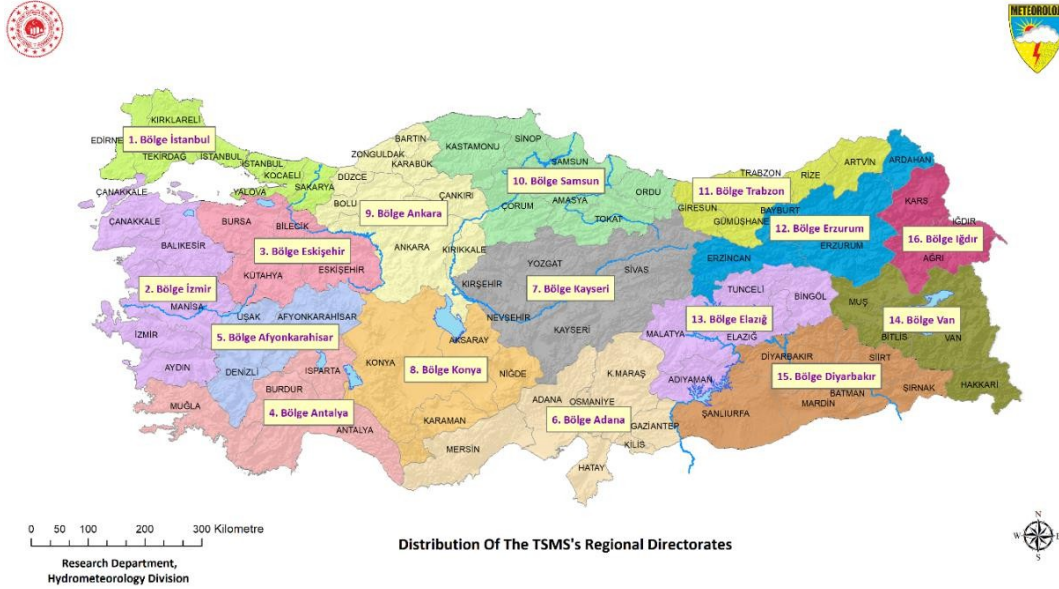 METEOROLOJ
KIRKLARELİ
EDİRNE
1. Bölge İstanbul
TEKİRDAĞ
İSTANBUL
İSTANBUL
KOCAELİ
YALOVA
SAKARYA
ÇANAKKALE
ÇANAKKALE
BALIKESİR
2. Bölge İzmir
MANİSA
İZMİR
AYDIN
BURSA
BİLECİK
3. Bölge Eskişehir
ESKİŞEHİR
KÜTAHYA
UŞAK
AFYONKARAHİSAR
5. Bölge Afyonkarahisar
DENİZLİ
ISPARTA
BURDUR
4. Bölge Antalya
MUĞLA
ANTALYA
BARTIN
ZONGULDAK
KARABÜK
DÜZCE
BOLU
ÇANKIRI
9. Bölge Ankara
ANKARA
KIRIKKALE
KASTAMONU
SİNOP
SAMSUN
10. Bölge Samsun
ORDU
ÇORUM
AMASYA
TOKAT
YOZGAT
SİVAS
KIRŞEHİR
7. Bölge Kayseri
NEVŞEHİR
KAYSERİ
AKSARAY
KONYA
8. Bölge Konya
NİĞDE
KARAMAN
MERSİN
K.MARAŞ
ADANA
OSMANİYE
6. Bölge Adana
GAZİANTEP
KİLİS
HATAY
ARTVİN
RİZE
TRABZON
11. Bölge Trabzon
GİRESUN
GÜMÜŞHANE
BAYBURT
ARDAHAN
12. Bölge Erzurum
ERZURUM
ERZİNCAN
KARS
IĞDIR
16. Bölge Iğdır
AĞRI
TUNCELİ
BİNGÖL
13. Bölge Elazığ
MALATYA
ELAZIĞ
ADIYAMAN
MUŞ
14. Bölge Van
BİTLİS
VAN
HAKKARİ
DİYARBAKIR
SİİRT
15. Bölge Diyarbakır
BATMAN
ŞIRNAK
MARDİN
ŞANLIURFA
0 50 100 200 300 Kilometre
Research Department,
Hydrometeorology Division
Distribution Of The TSMS's Regional Directorates
N
W
S